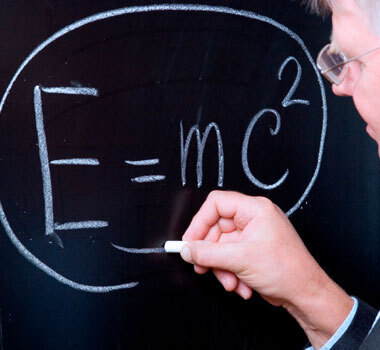 E = mc²